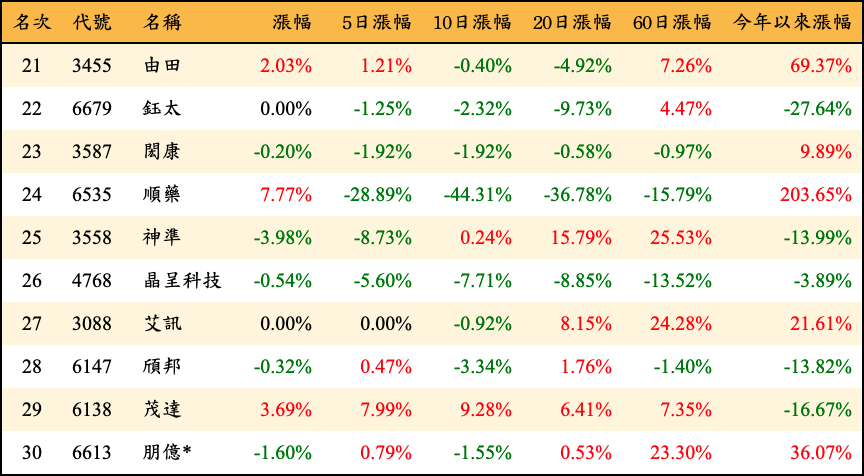 名次 代號 名稱 漲幅 5日漲幅 10日漲幅 20日漲幅 60日漲幅 今年以來漲幅
21 3455 由田 2.03% 1.21% -0.40% -4.92% 7.26% 69.37%
22 6679 鈺太 0.00% -1.25% -2.32% -9.73% 4.47% -27.64%
23 3587 閎康 -0.20% -1.92% -1.92% -0.58% -0.97% 9.89%
24 6535 順藥 7.77% -28.89% -44.31% -36.78% -15.79% 203.65%
25 3558 神準 -3.98% -8.73% 0.24% 15.79% 25.53% -13.99%
26 4768 晶呈科技 -0.54% -5.60% -7.71% -8.85% -13.52% -3.89%
27 3088 艾訊 0.00% 0.00% -0.92% 8.15% 24.28% 21.61%
28 6147 頎邦 -0.32% 0.47% -3.34% 1.76% -1.40% -13.82%
29 6138 茂達 3.69% 7.99% 9.28% 6.41% 7.35% -16.67%
30 6613 朋億* -1.60% 0.79% -1.55% 0.53% 23.30% 36.07%